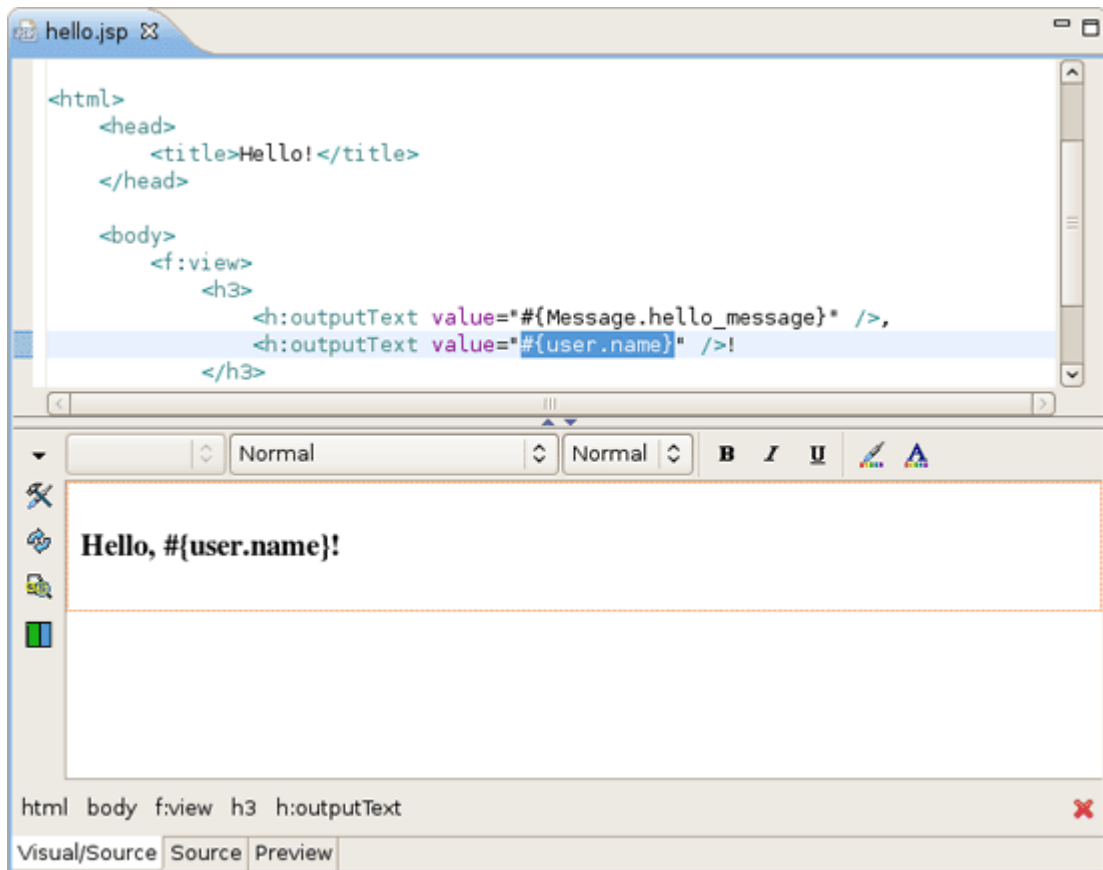 hello.jsp
<html>
<head>
<title>Hello!</title>
</head>
<body>
<f:view>
<h3>
<h:outputText value="#{Message.hello_message}" />,
<h:outputText value="#{user.name}" />!
</h3>
Normal Normal B I U A
Hello, #{user.name}!
html body f:view h3 h:outputText
Visual/Source Source Preview